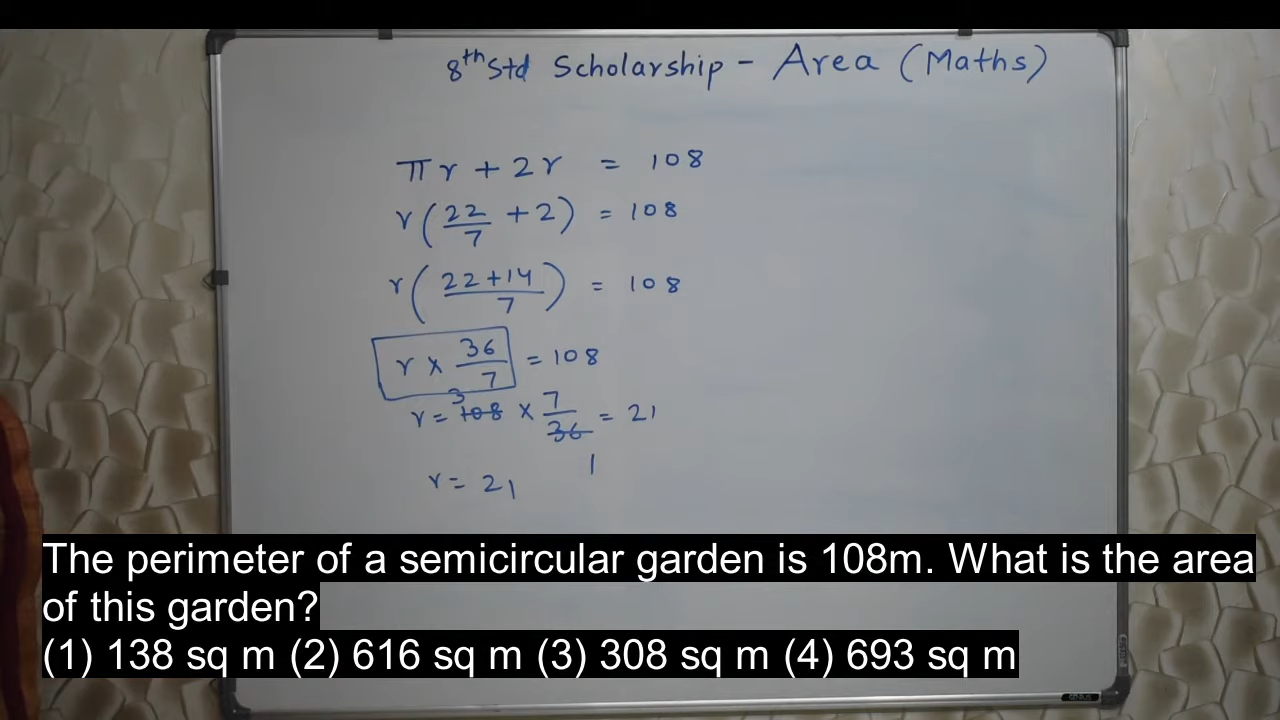 8th Std Scholarship - Area (Maths)
πr + 2r = 108
r(22/7 + 2) = 108
r(22+14/7) = 108
r × 36/7 = 108
3
r = 108 × 7/36 = 21
1
r = 21
The perimeter of a semicircular garden is 108m. What is the area
of this garden?
(1) 138 sq m (2) 616 sq m (3) 308 sq m (4) 693 sq m